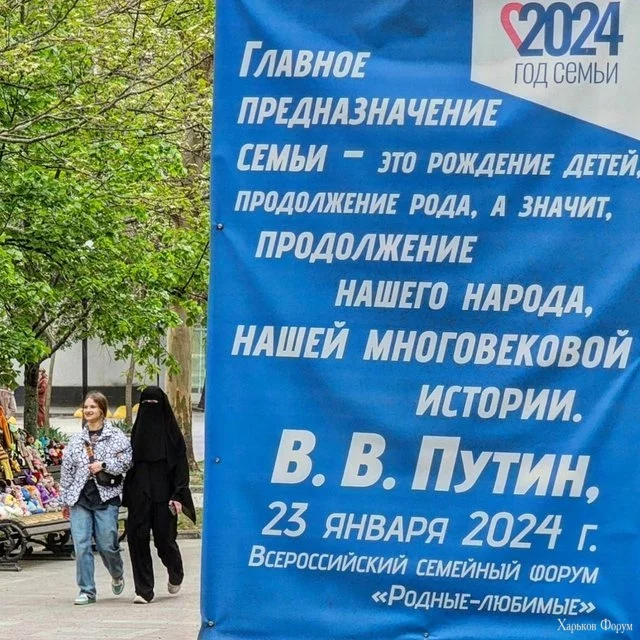 2024
ГОД СЕМЬИ
Главное
предназначение
семьи – это рождение детей,
продолжение рода, а значит,
продолжение
нашего народа,
нашей многовековой
истории.
В. В. Путин,
23 января 2024 г.
Всероссийский семейный форум
«Родные-любимые»
Харьков Форум